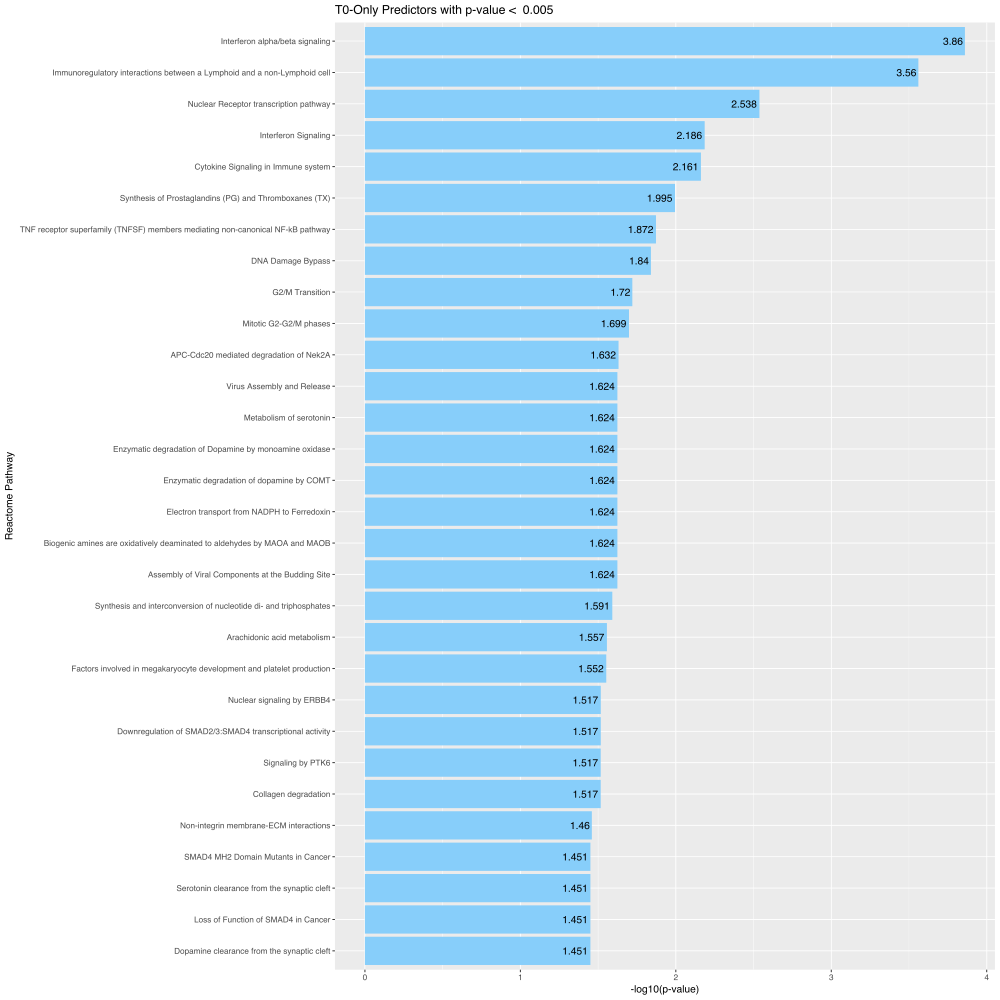 T0-Only Predictors with p-value < 0.005
Interferon alpha/beta signaling 3.86
Immunoregulatory interactions between a Lymphoid and a non-Lymphoid cell 3.56
Nuclear Receptor transcription pathway 2.538
Interferon Signaling 2.186
Cytokine Signaling in Immune system 2.161
Synthesis of Prostaglandins (PG) and Thromboxanes (TX) 1.995
TNF receptor superfamily (TNFSF) members mediating non-canonical NF-kB pathway 1.872
DNA Damage Bypass 1.84
G2/M Transition 1.72
Mitotic G2-G2/M phases 1.699
APC-Cdc20 mediated degradation of Nek2A 1.632
Virus Assembly and Release 1.624
Metabolism of serotonin 1.624
Enzymatic degradation of Dopamine by monoamine oxidase 1.624
Enzymatic degradation of dopamine by COMT 1.624
Electron transport from NADPH to Ferredoxin 1.624
Biogenic amines are oxidatively deaminated to aldehydes by MAOA and MAOB 1.624
Assembly of Viral Components at the Budding Site 1.624
Synthesis and interconversion of nucleotide di- and triphosphates 1.591
Arachidonic acid metabolism 1.557
Factors involved in megakaryocyte development and platelet production 1.552
Nuclear signaling by ERBB4 1.517
Downregulation of SMAD2/3:SMAD4 transcriptional activity 1.517
Signaling by PTK6 1.517
Collagen degradation 1.517
Non-integrin membrane-ECM interactions 1.46
SMAD4 MH2 Domain Mutants in Cancer 1.451
Serotonin clearance from the synaptic cleft 1.451
Loss of Function of SMAD4 in Cancer 1.451
Dopamine clearance from the synaptic cleft 1.451
0 1 2 3 4
-log10(p-value)
Reactome Pathway